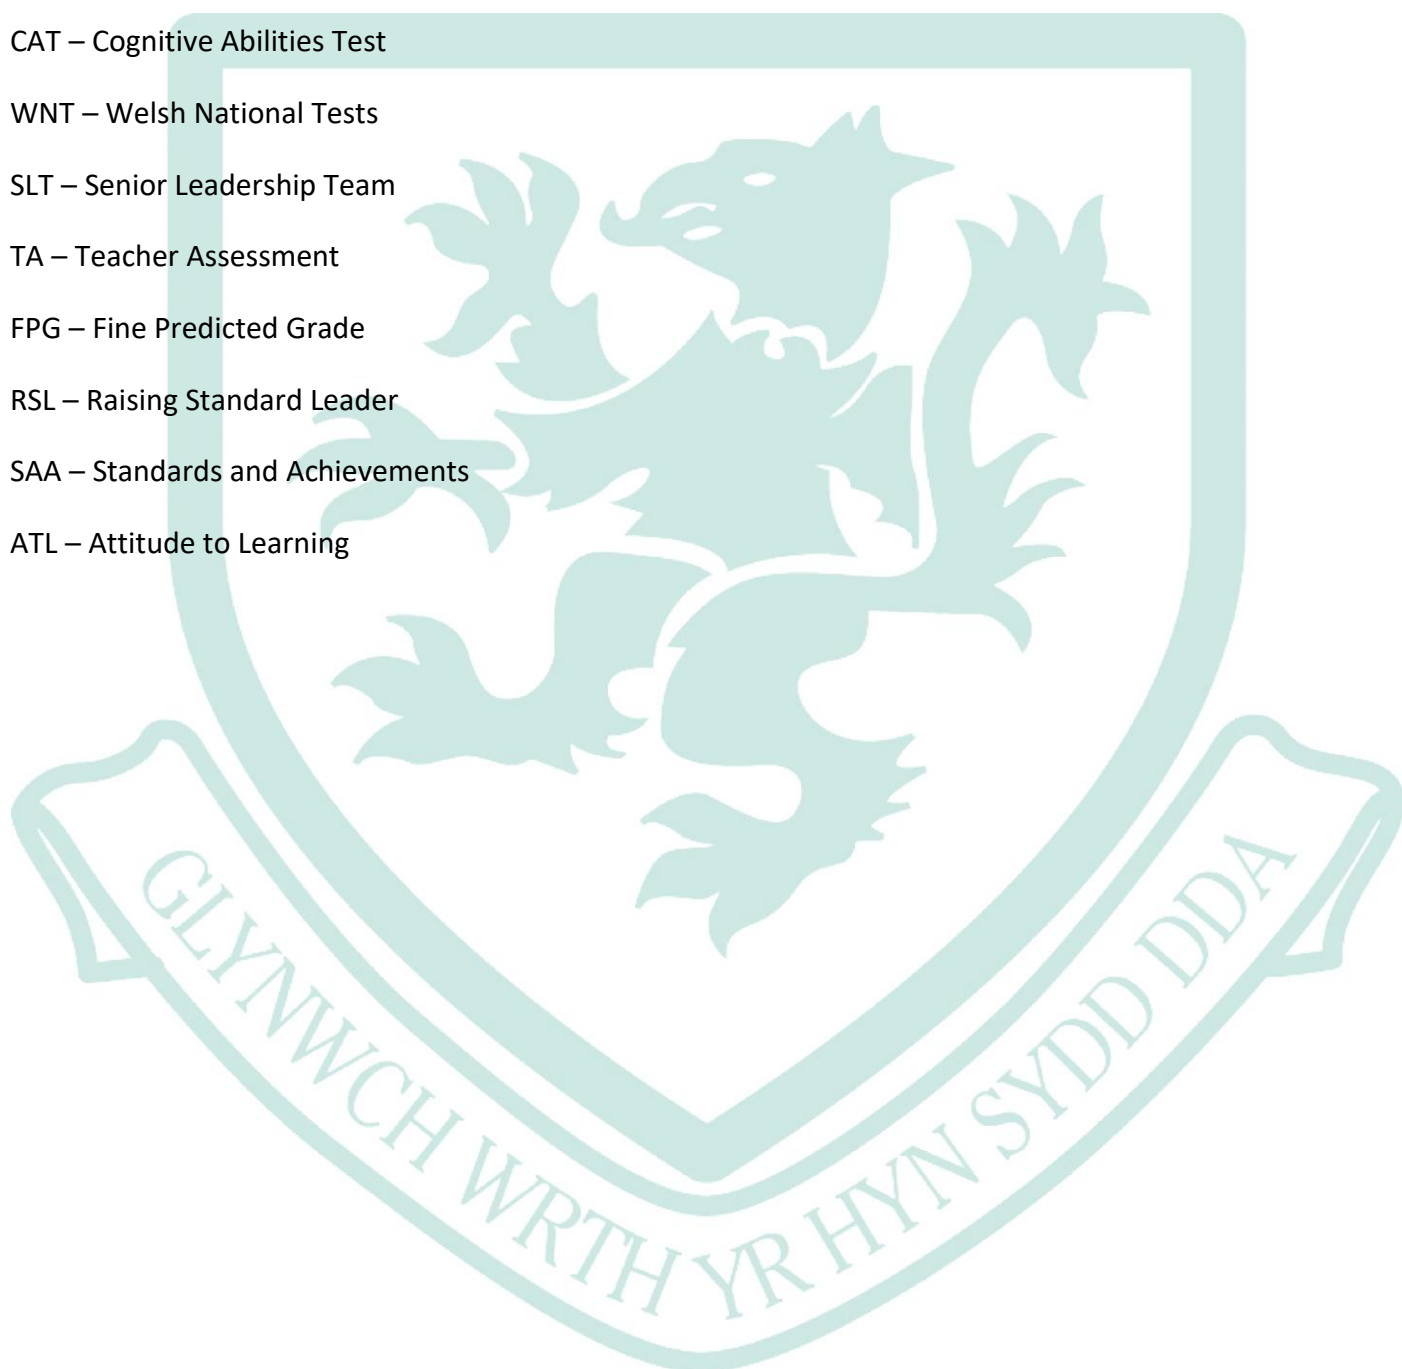 CAT – Cognitive Abilities Test
WNT – Welsh National Tests
SLT – Senior Leadership Team
TA – Teacher Assessment
FPG – Fine Predicted Grade
RSL – Raising Standard Leader
SAA – Standards and Achievements
ATL – Attitude to Learning
GLYNWCH WRTH YR HYN SYDD DDA